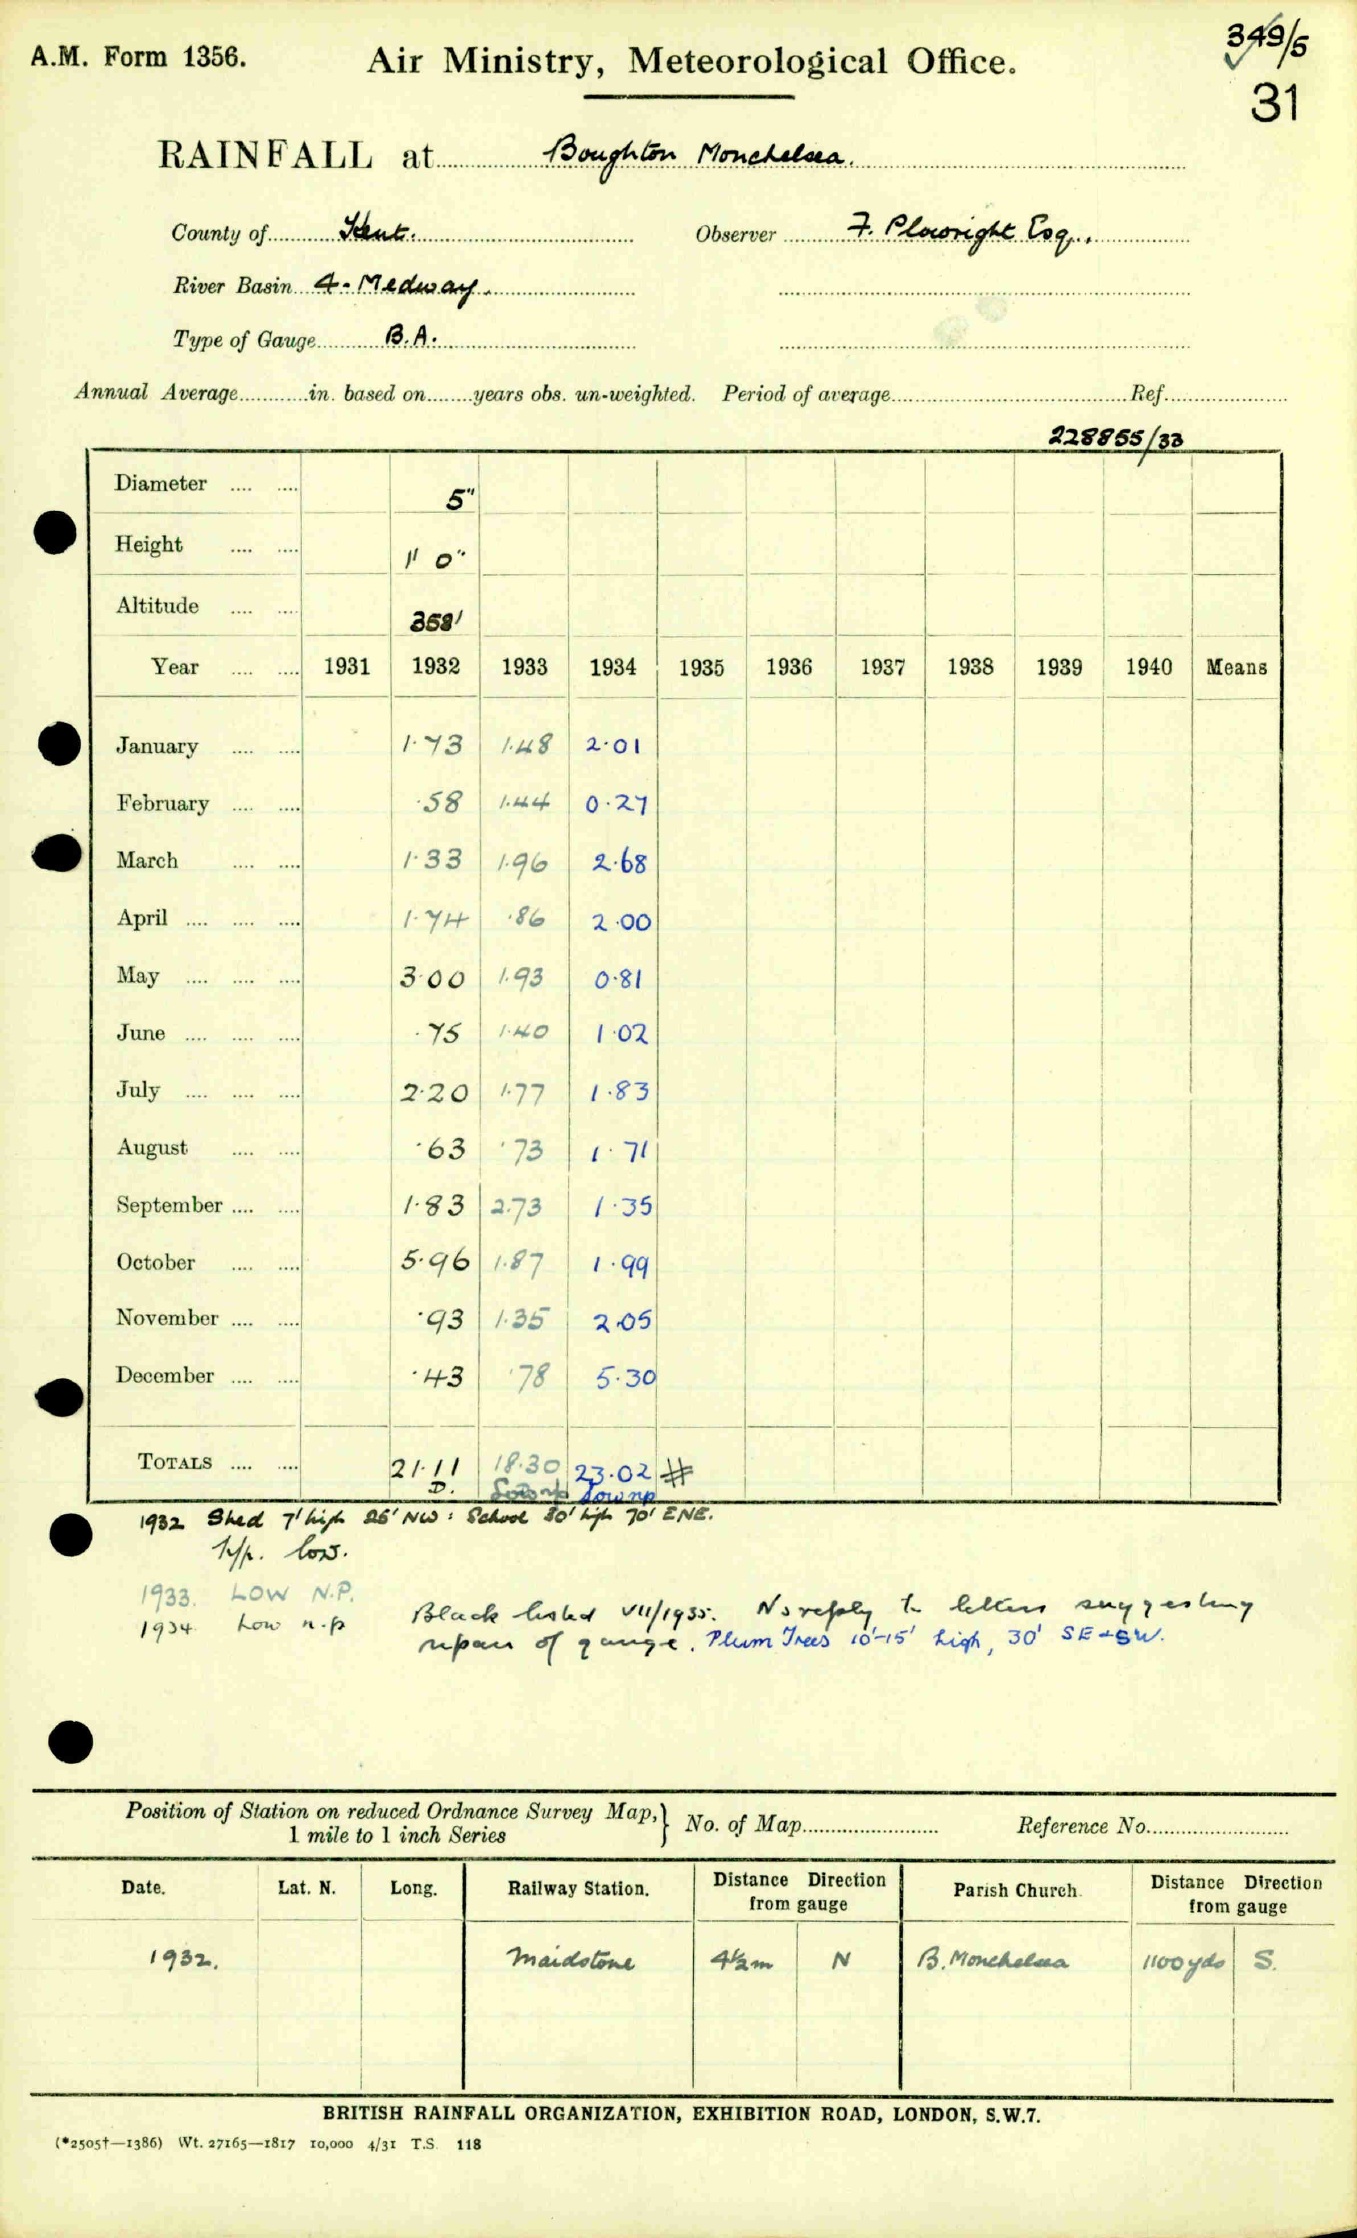 A.M. Form 1356.
Air Ministry, Meteorological Office.
349/5
31
RAINFALL at Boughton Monchelsea.
County of Kent. Observer F. Plowright Esq.,
River Basin 4 - Medway.
Type of Gauge B.A.
Annual Average............in. based on........years obs. un-weighted. Period of average........ Ref........
228855/33
Diameter .... .... 5"
Height .... .... 1' 0"
Altitude .... .... 358'
Year .... .... 1931 1932 1933 1934 1935 1936 1937 1938 1939 1940 Means
January .... .... 1.73 1.48 2.01
February .... .... .58 1.44 0.27
March .... .... 1.33 1.96 2.68
April .... .... .... 1.74 .86 2.00
May .... .... .... 3.00 1.93 0.81
June .... .... .... .75 1.40 1.02
July .... .... .... 2.20 1.77 1.83
August .... .... .63 .73 1.71
September .... .... 1.83 2.73 1.35
October .... .... 5.96 1.87 1.99
November .... .... .93 1.35 2.05
December .... .... .43 .78 5.30
TOTALS .... .... 21.11 18.30 23.02 #
D. Low np Low np
1932 Shed 7' high 26' NW: School 30' high 70' ENE.
N/p. low.
1933. LOW N.P.
1934 Low n.p
Black listed VII/1935. No reply to letters suggesting
repair of gauge. Plum Trees 10'-15' high, 30' SE + SW.
Position of Station on reduced Ordnance Survey Map,} No. of Map........ Reference No........
1 mile to 1 inch Series
Date. Lat. N. Long. Railway Station. Distance Direction from gauge Parish Church. Distance Direction from gauge
1932. Maidstone 4½m N B. Monchelsea 1100 yds S.
BRITISH RAINFALL ORGANIZATION, EXHIBITION ROAD, LONDON, S.W.7.
(*2505†—1386) Wt. 27165—1817 10,000 4/31 T.S. 118